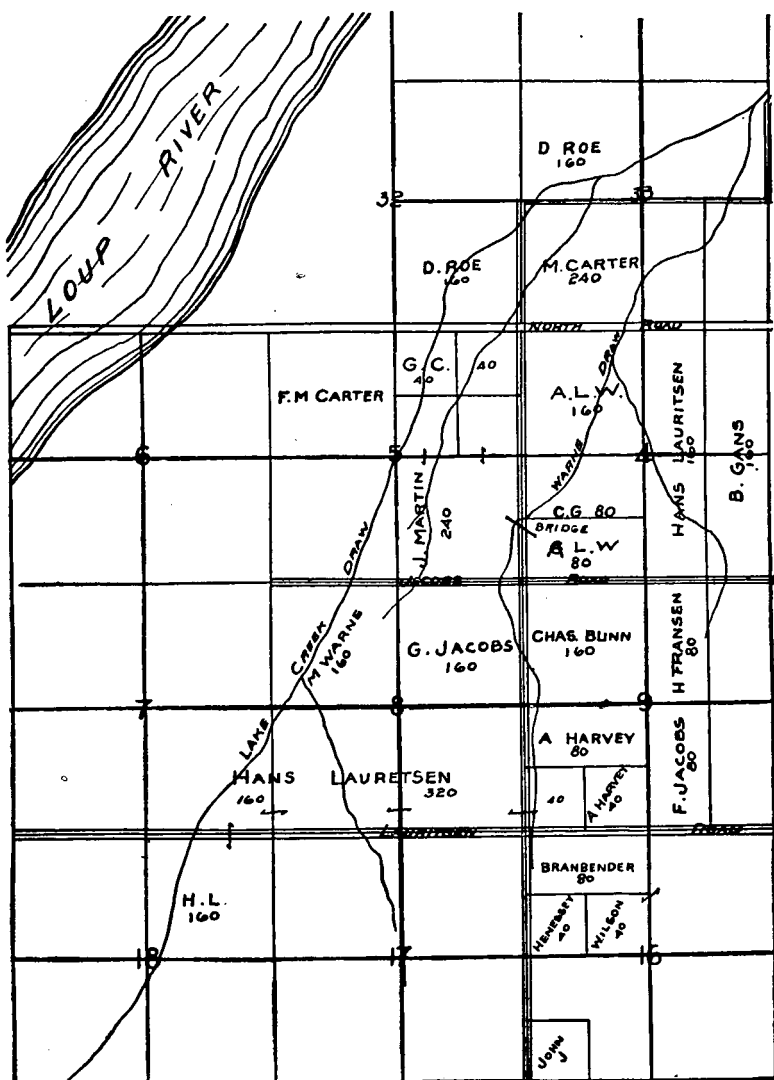 LOUP RIVER
D ROE
160
32
D. ROE
160
M. CARTER
240
NORTH ROAD
G. C.
40
40
F. M CARTER
A. L. W.
160
WARNE DRAW
HANS LAURITSEN
160
B. GANS
160
6
5
4
J. MARTIN
240
C. G. 80
BRIDGE
L. W
80
JACOBS ROAD
LAKE CREEK DRAW
M WARNE
160
G. JACOBS
160
CHAS. BUNN
160
H FRANSEN
80
7
8
9
A HARVEY
80
F. JACOBS
80
HANS LAURETSEN
160
320
40
A HARVEY
40
LAURITSEN ROAD
BRANBENDER
80
H. L.
160
HENESSEY
40
WILSON
40
18
17
16
JOHN
J